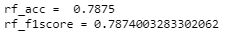 rf_acc =  0.7875
rf_f1score = 0.7874003283302062